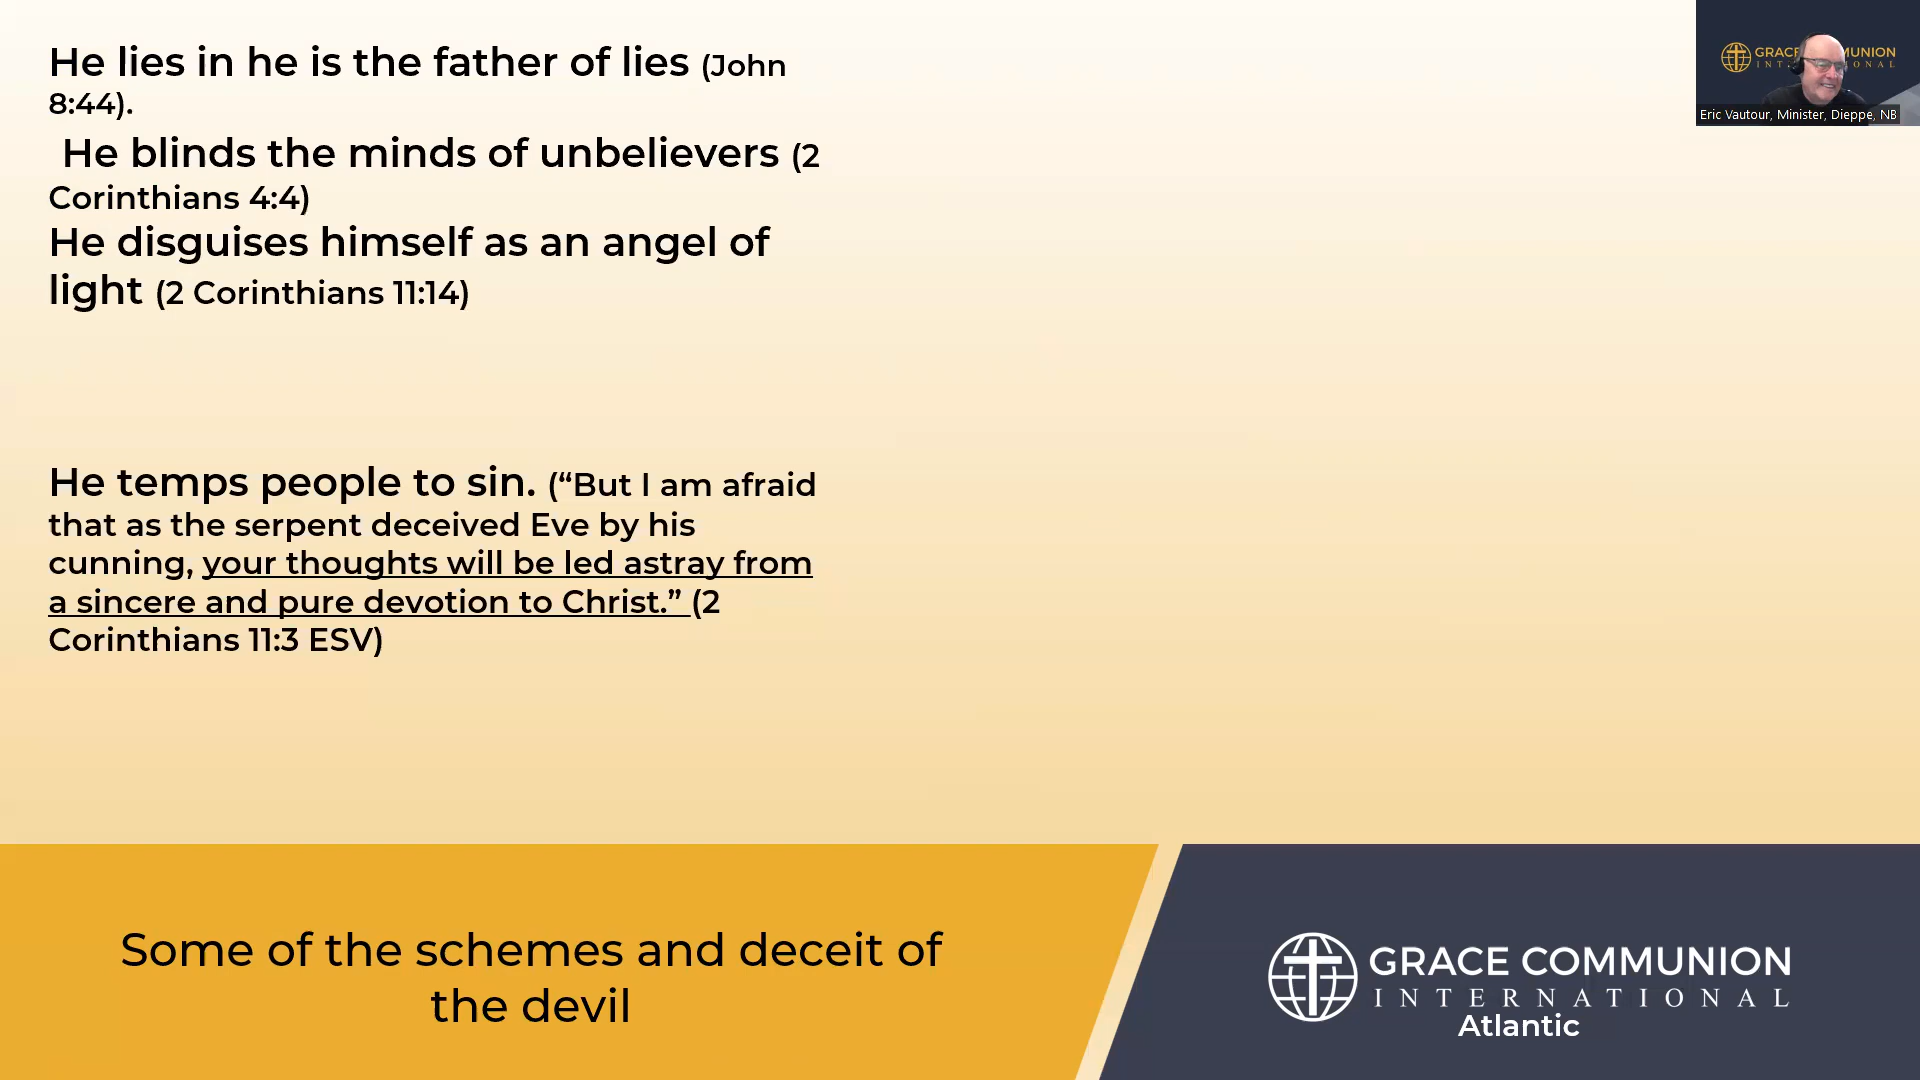 He lies in he is the father of lies (John
8:44).
He blinds the minds of unbelievers (2
Corinthians 4:4)
He disguises himself as an angel of
light (2 Corinthians 11:14)
He temps people to sin. (“But I am afraid
that as the serpent deceived Eve by his
cunning, your thoughts will be led astray from
a sincere and pure devotion to Christ.” (2
Corinthians 11:3 ESV)
Eric Vautour, Minister, Dieppe, NB
Some of the schemes and deceit of
the devil
GRACE COMMUNION
INTERNATIONAL
Atlantic